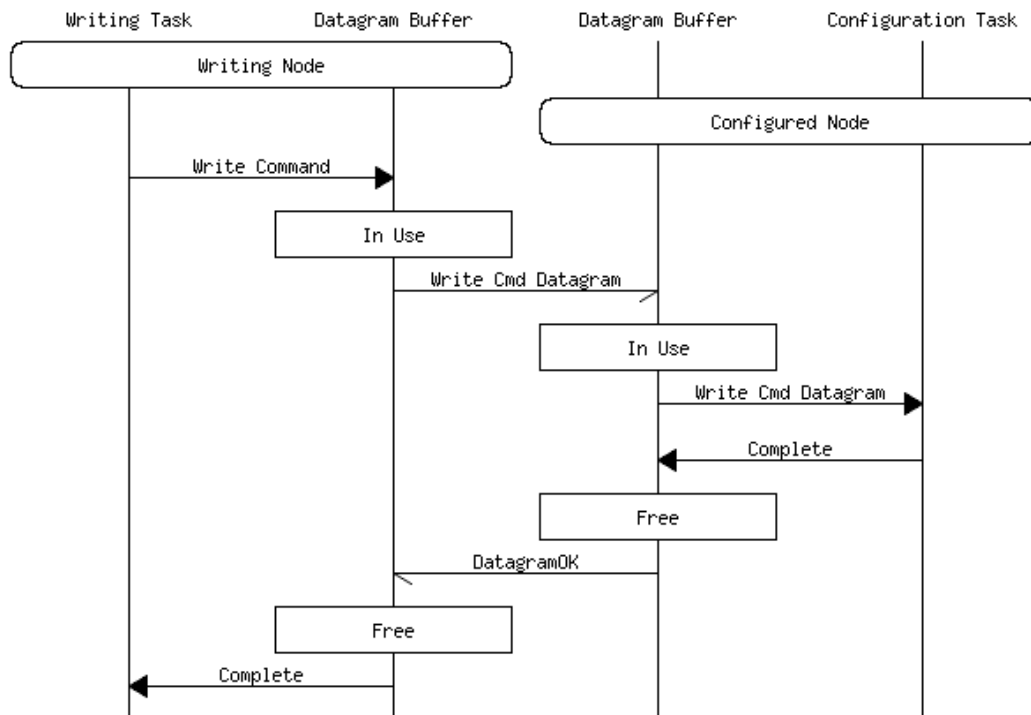 Writing Task
Datagram Buffer
Datagram Buffer
Configuration Task
Writing Node
Configured Node
Write Command
In Use
Write Cmd Datagram
In Use
Write Cmd Datagram
Complete
Free
DatagramOK
Free
Complete